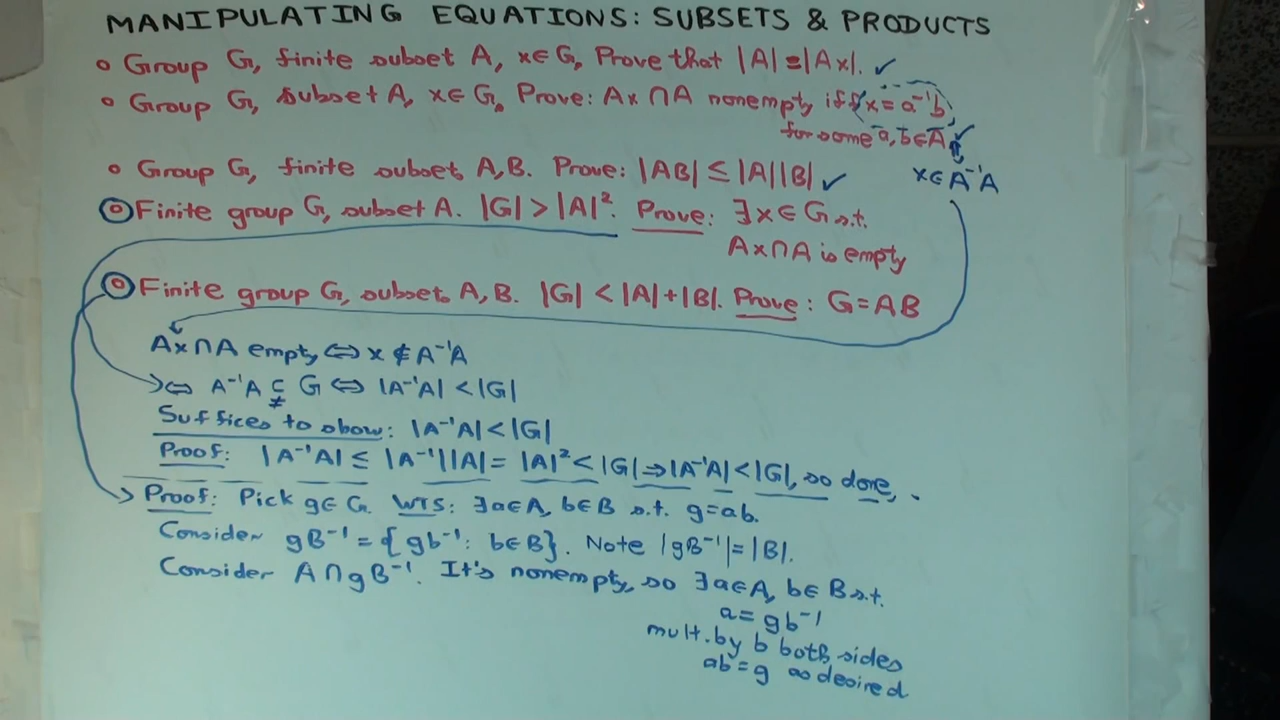 MANIPULATING EQUATIONS: SUBSETS & PRODUCTS
• Group G, finite subset A, x∈G, Prove that |A|=|Ax|. ✓
• Group G, subset A, x∈G. Prove: Ax∩A nonempty iff x=a⁻¹b,
for some a,b∈A ✓
x∈A⁻¹A
• Group G, finite subsets A,B. Prove: |AB| ≤ |A||B| ✓
• Finite group G, subset A. |G| > |A|². Prove: ∃x∈G s.t.
Ax∩A is empty
• Finite group G, subsets A,B. |G| < |A|+|B|. Prove: G=AB
Ax∩A empty ⇔ x∉A⁻¹A
⇔ A⁻¹A ⊊ G ⇔ |A⁻¹A| < |G|
Suffices to show: |A⁻¹A| < |G|
Proof: |A⁻¹A| ≤ |A⁻¹||A| = |A|² < |G| ⇒ |A⁻¹A| < |G|, so done.
Proof: Pick g∈G. WTS: ∃a∈A, b∈B s.t. g=ab.
Consider gB⁻¹ = {gb⁻¹: b∈B}. Note |gB⁻¹|=|B|.
Consider A∩gB⁻¹. It's nonempty, so ∃a∈A, b∈B s.t.
a=gb⁻¹
mult. by b both sides
ab=g as desired